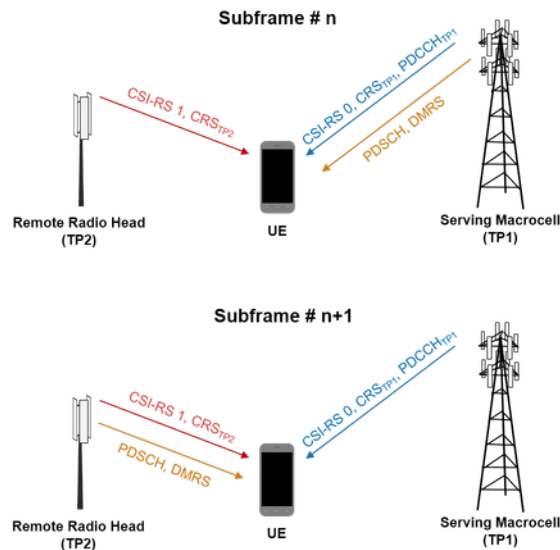 Subframe # n
CSI-RS 1, CRSTP2
CSI-RS 0, CRSTP1, PDCCHTP1
PDSCH, DMRS
Remote Radio Head
(TP2)
UE
Serving Macrocell
(TP1)
Subframe # n+1
CSI-RS 1, CRSTP2
PDSCH, DMRS
CSI-RS 0, CRSTP1, PDCCHTP1
Remote Radio Head
(TP2)
UE
Serving Macrocell
(TP1)